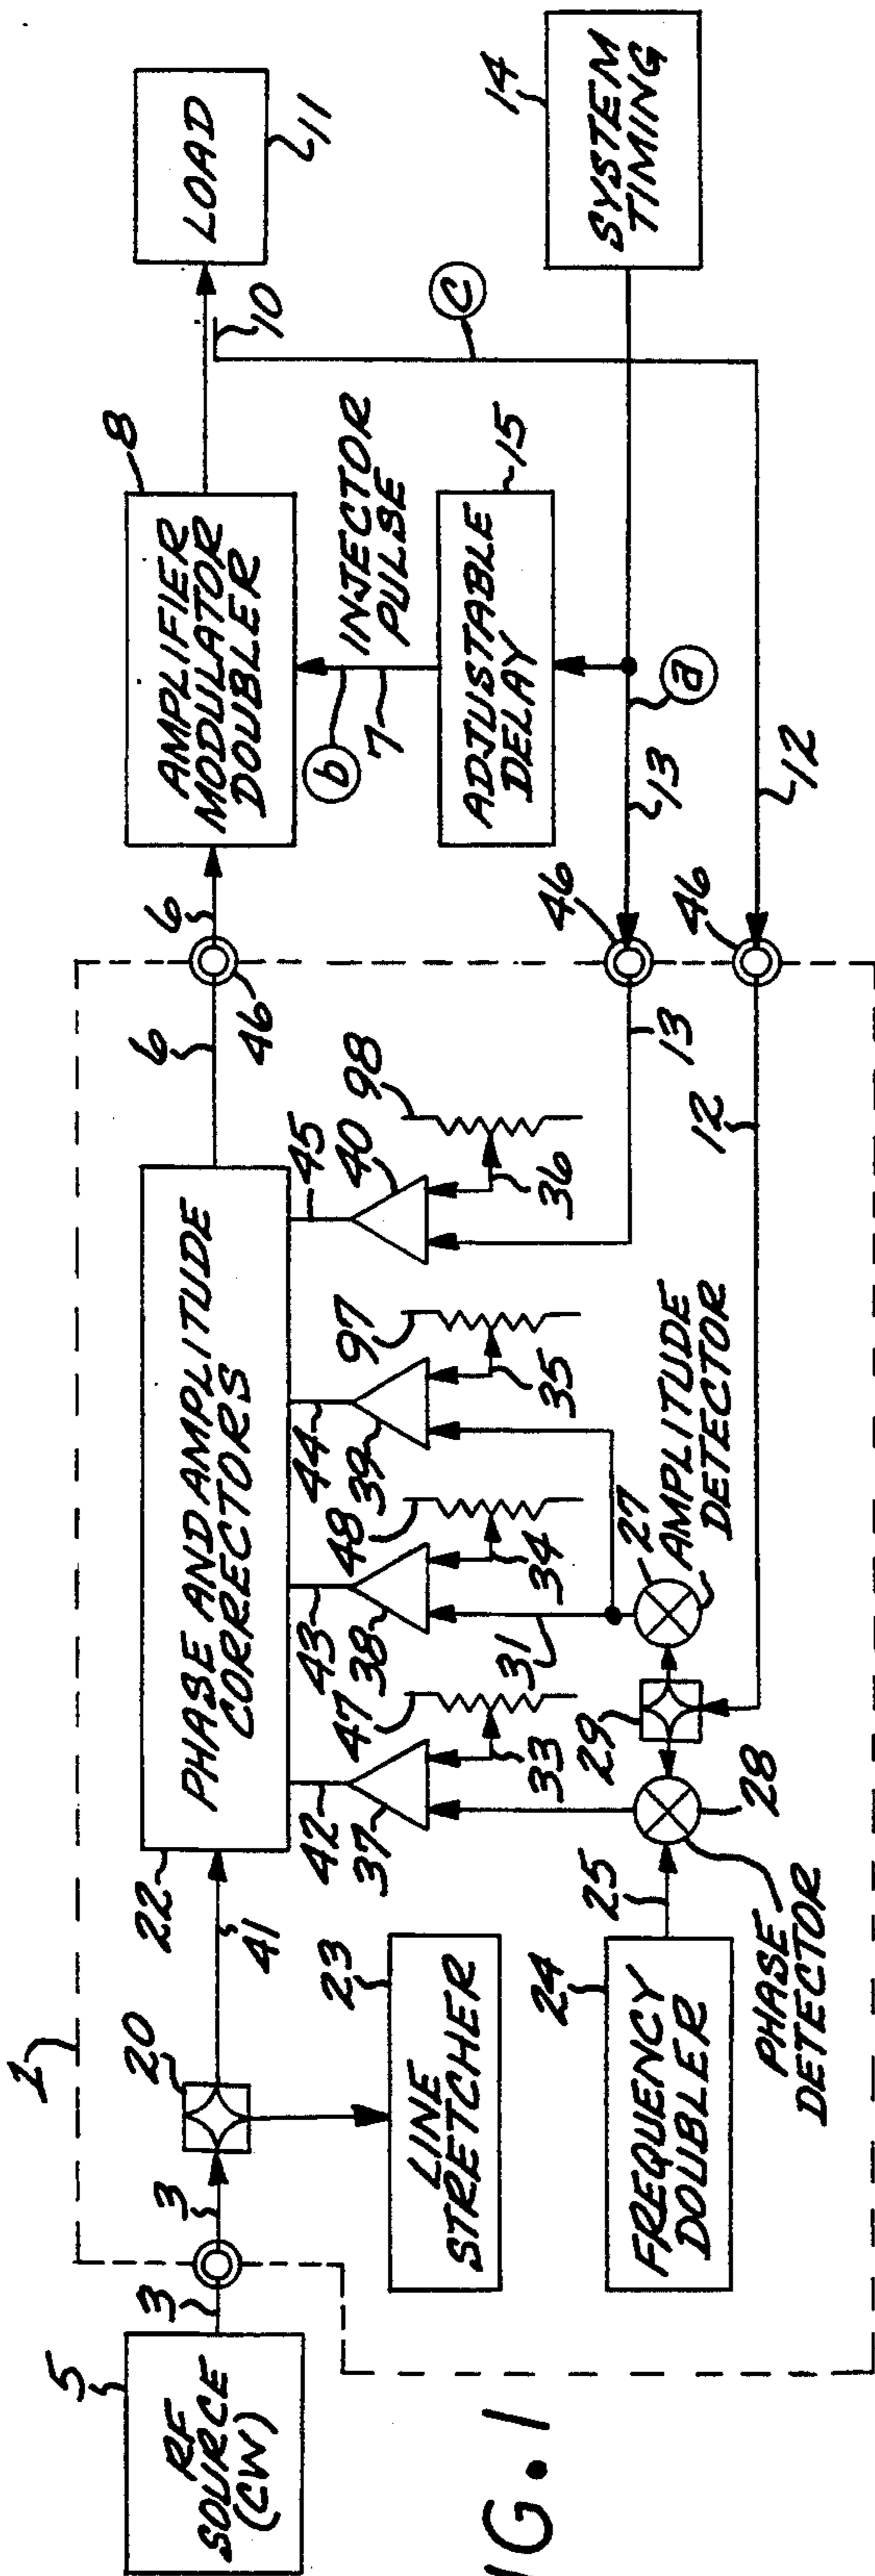 1
5
RF
SOURCE
(CW)
3
3
20
41
22
PHASE AND AMPLITUDE
CORRECTORS
6
46
6
8
AMPLIFIER
MODULATOR
DOUBLER
10
LOAD
11
23
LINE
STRETCHER
42
37
47
33
43
38
48
34
44
39
97
35
45
40
98
36
b
7
INJECTOR
PULSE
15
ADJUSTABLE
DELAY
C
14
SYSTEM
TIMING
24
FREQUENCY
DOUBLER
25
PHASE
DETECTOR
28
29
31
27
AMPLITUDE
DETECTOR
13
12
46
46
13
a
12
FIG. 1